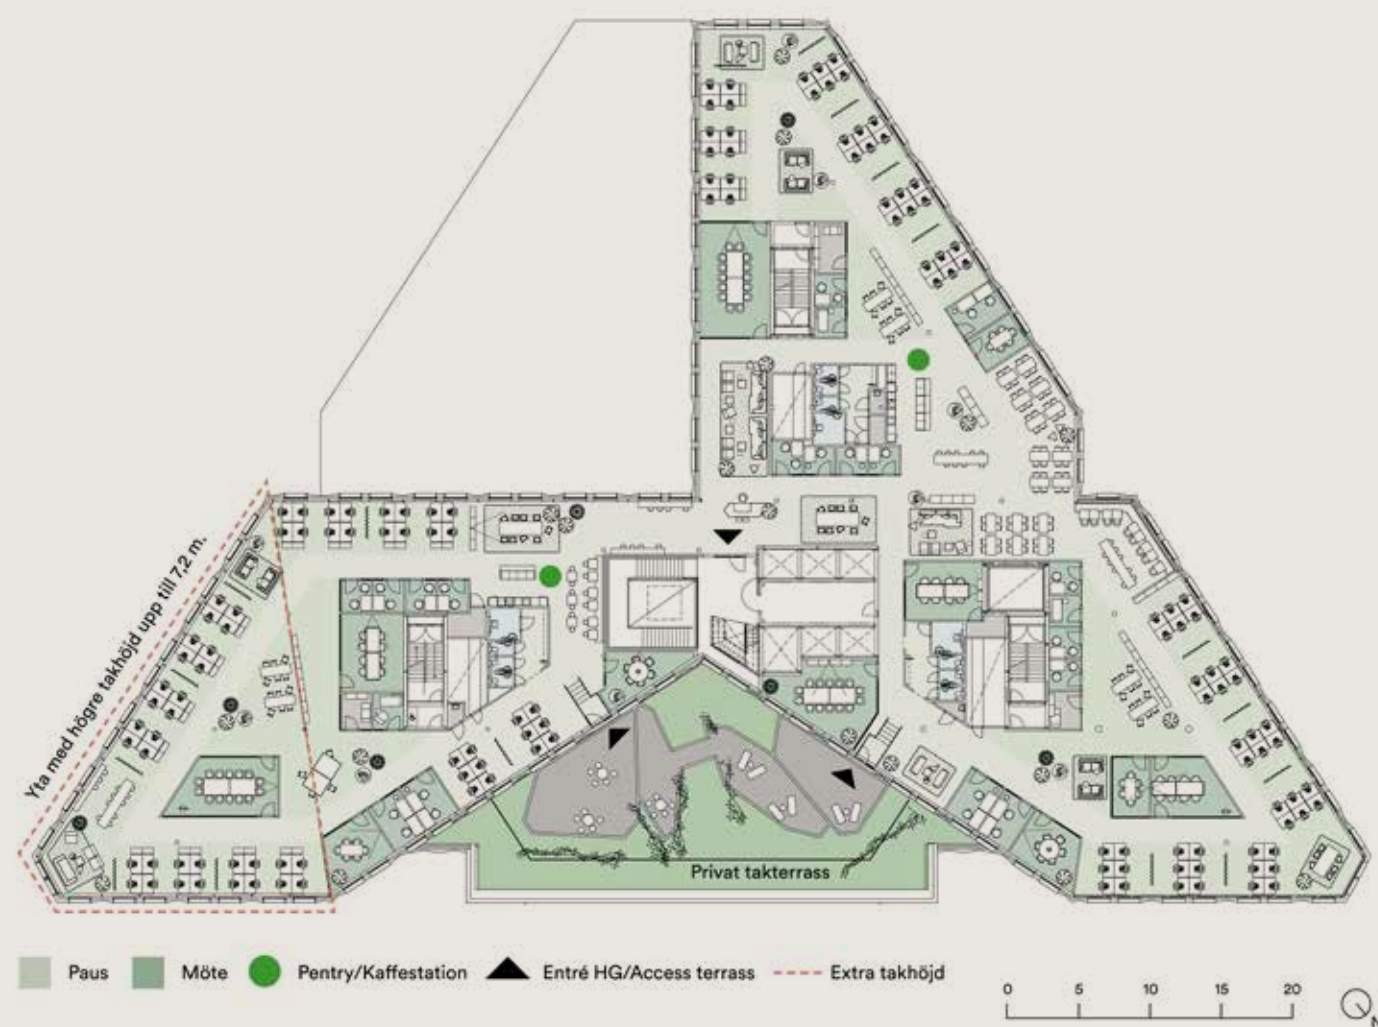 Yta med högre takhöjd upp till 7,2 m.
Privat takterrass
Paus
Möte
Pentry/Kaffestation
Entré HG/Access terrass
Extra takhöjd
0 5 10 15 20
N